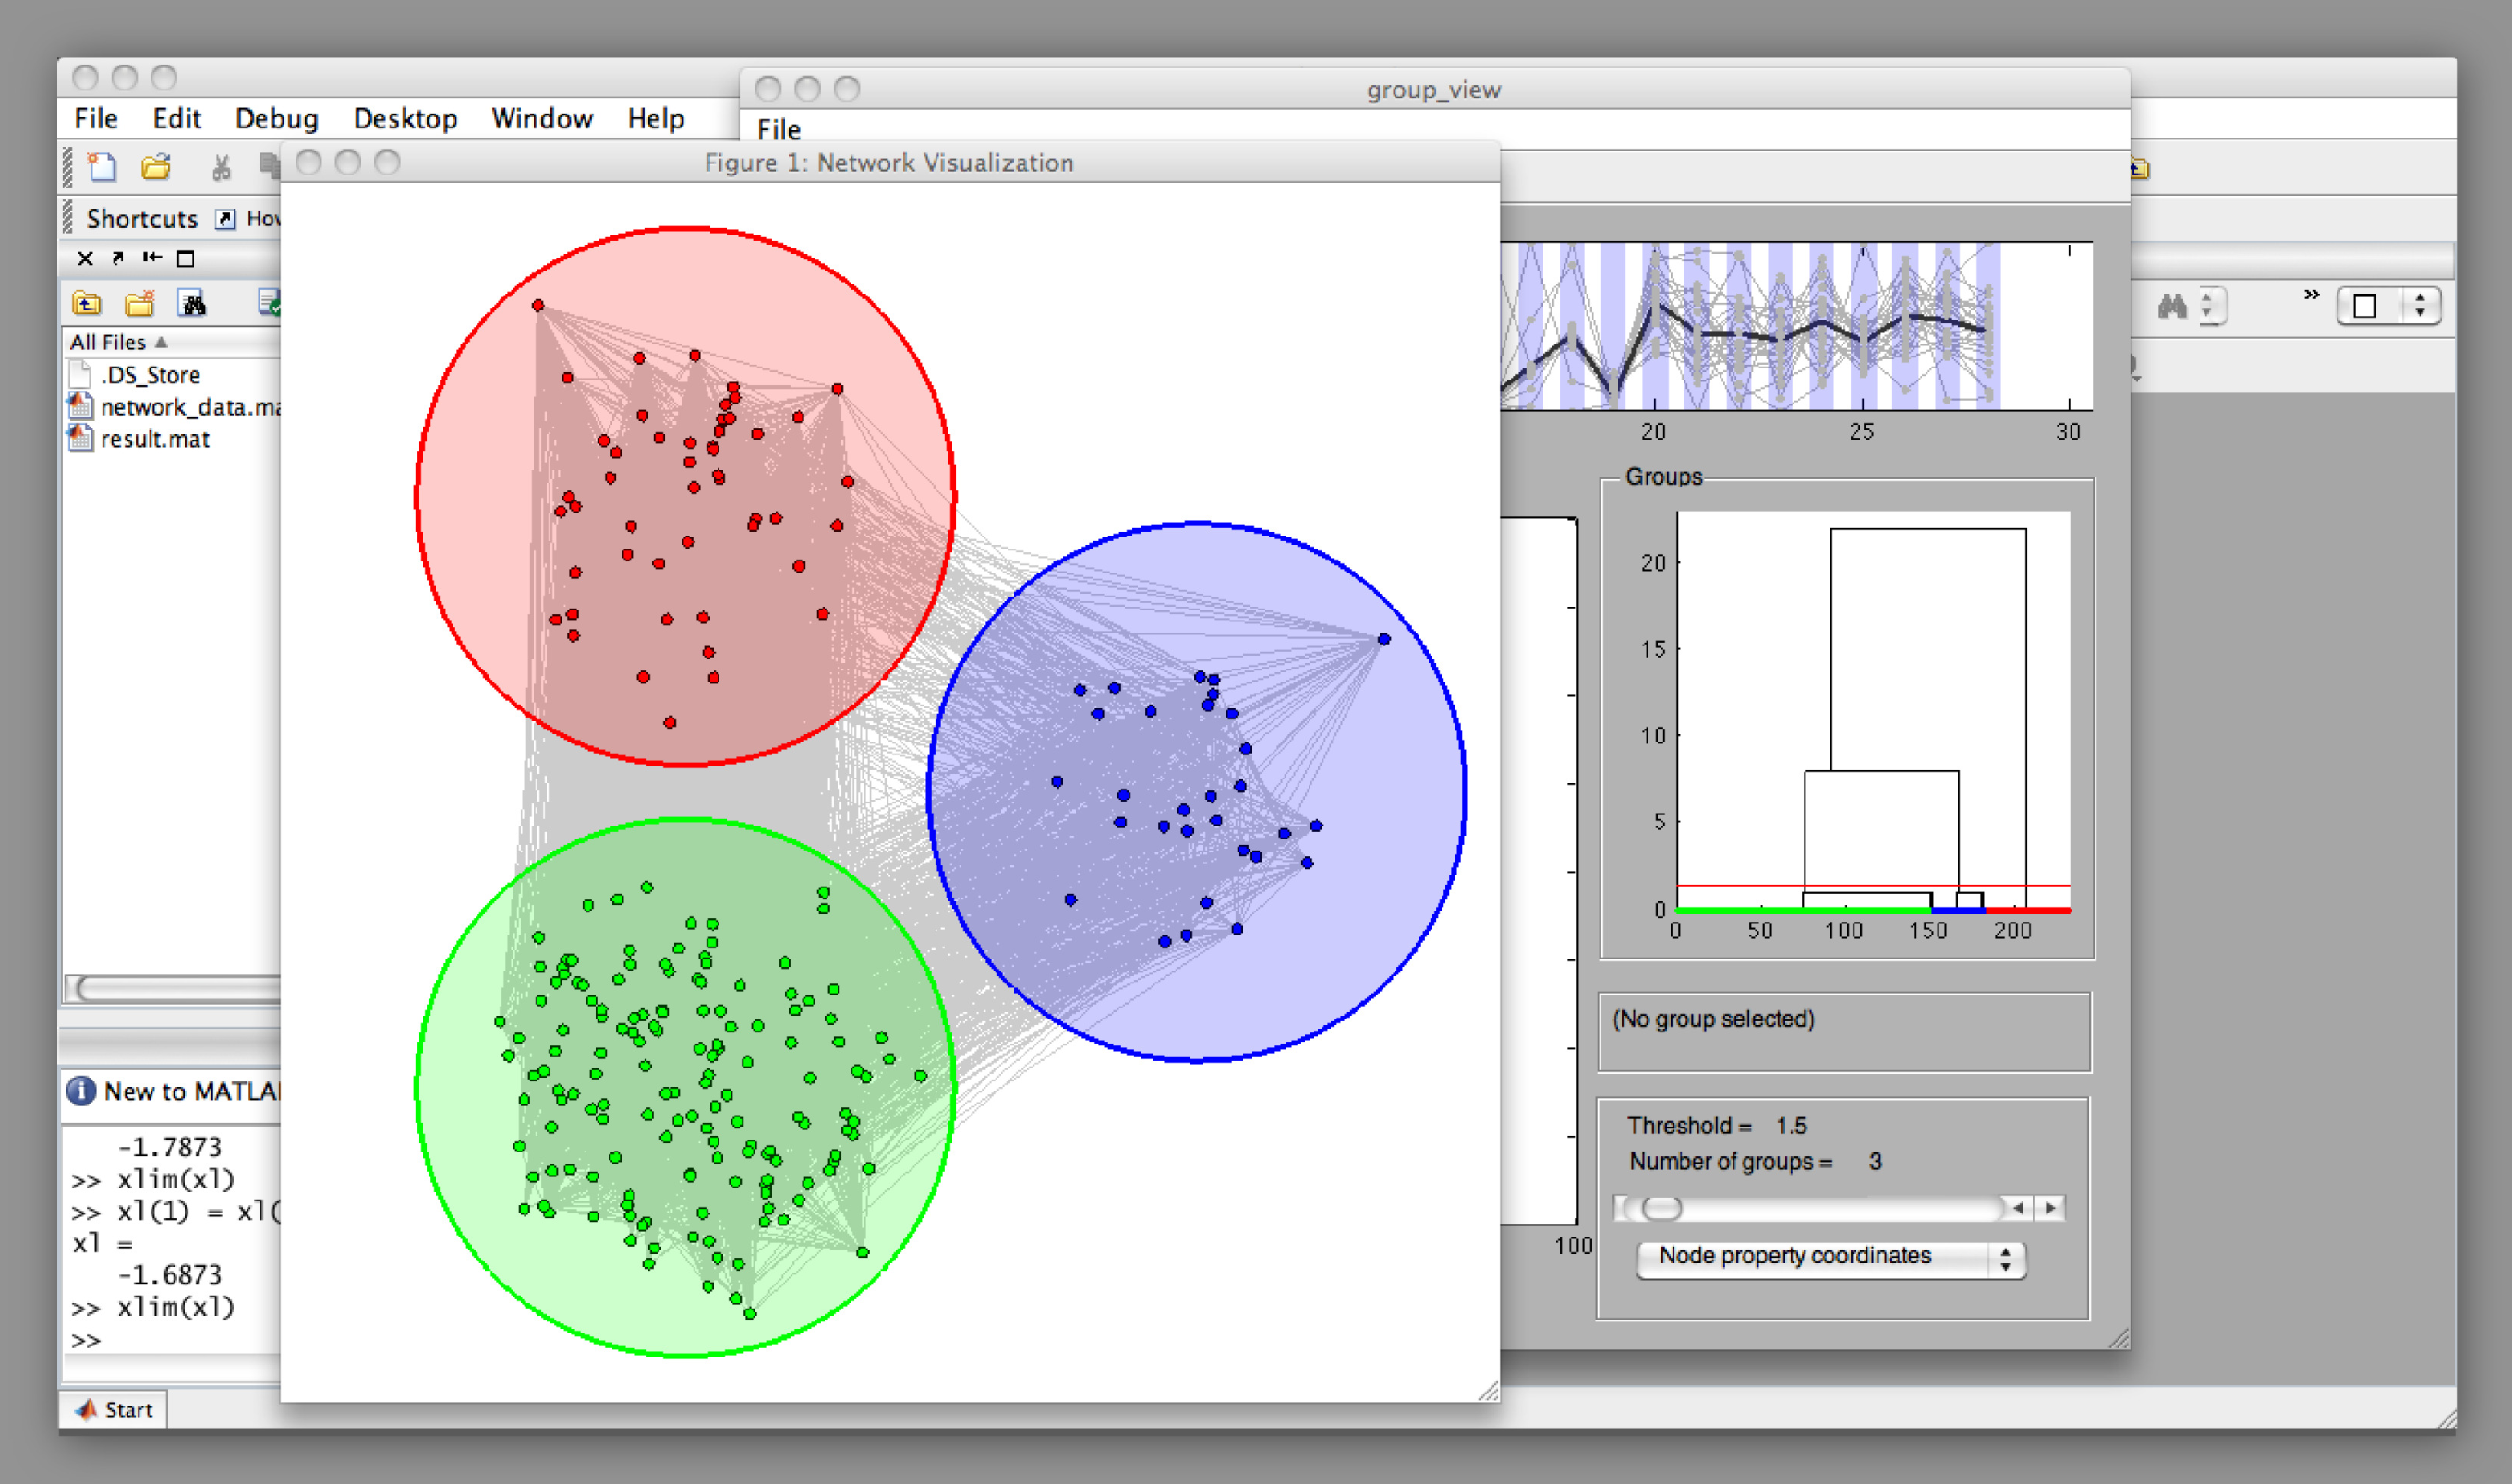 group_view
File Edit Debug Desktop Window Help
File
Figure 1: Network Visualization
Shortcuts
All Files
.DS_Store
network_data.ma
result.mat
20 25 30
Groups
20
15
10
5
0
0 50 100 150 200
(No group selected)
Threshold = 1.5
Number of groups = 3
100
Node property coordinates
New to MATLA
-1.7873
>> xlim(xl)
>> xl(1) = xl(
xl =
-1.6873
>> xlim(xl)
>>
Start